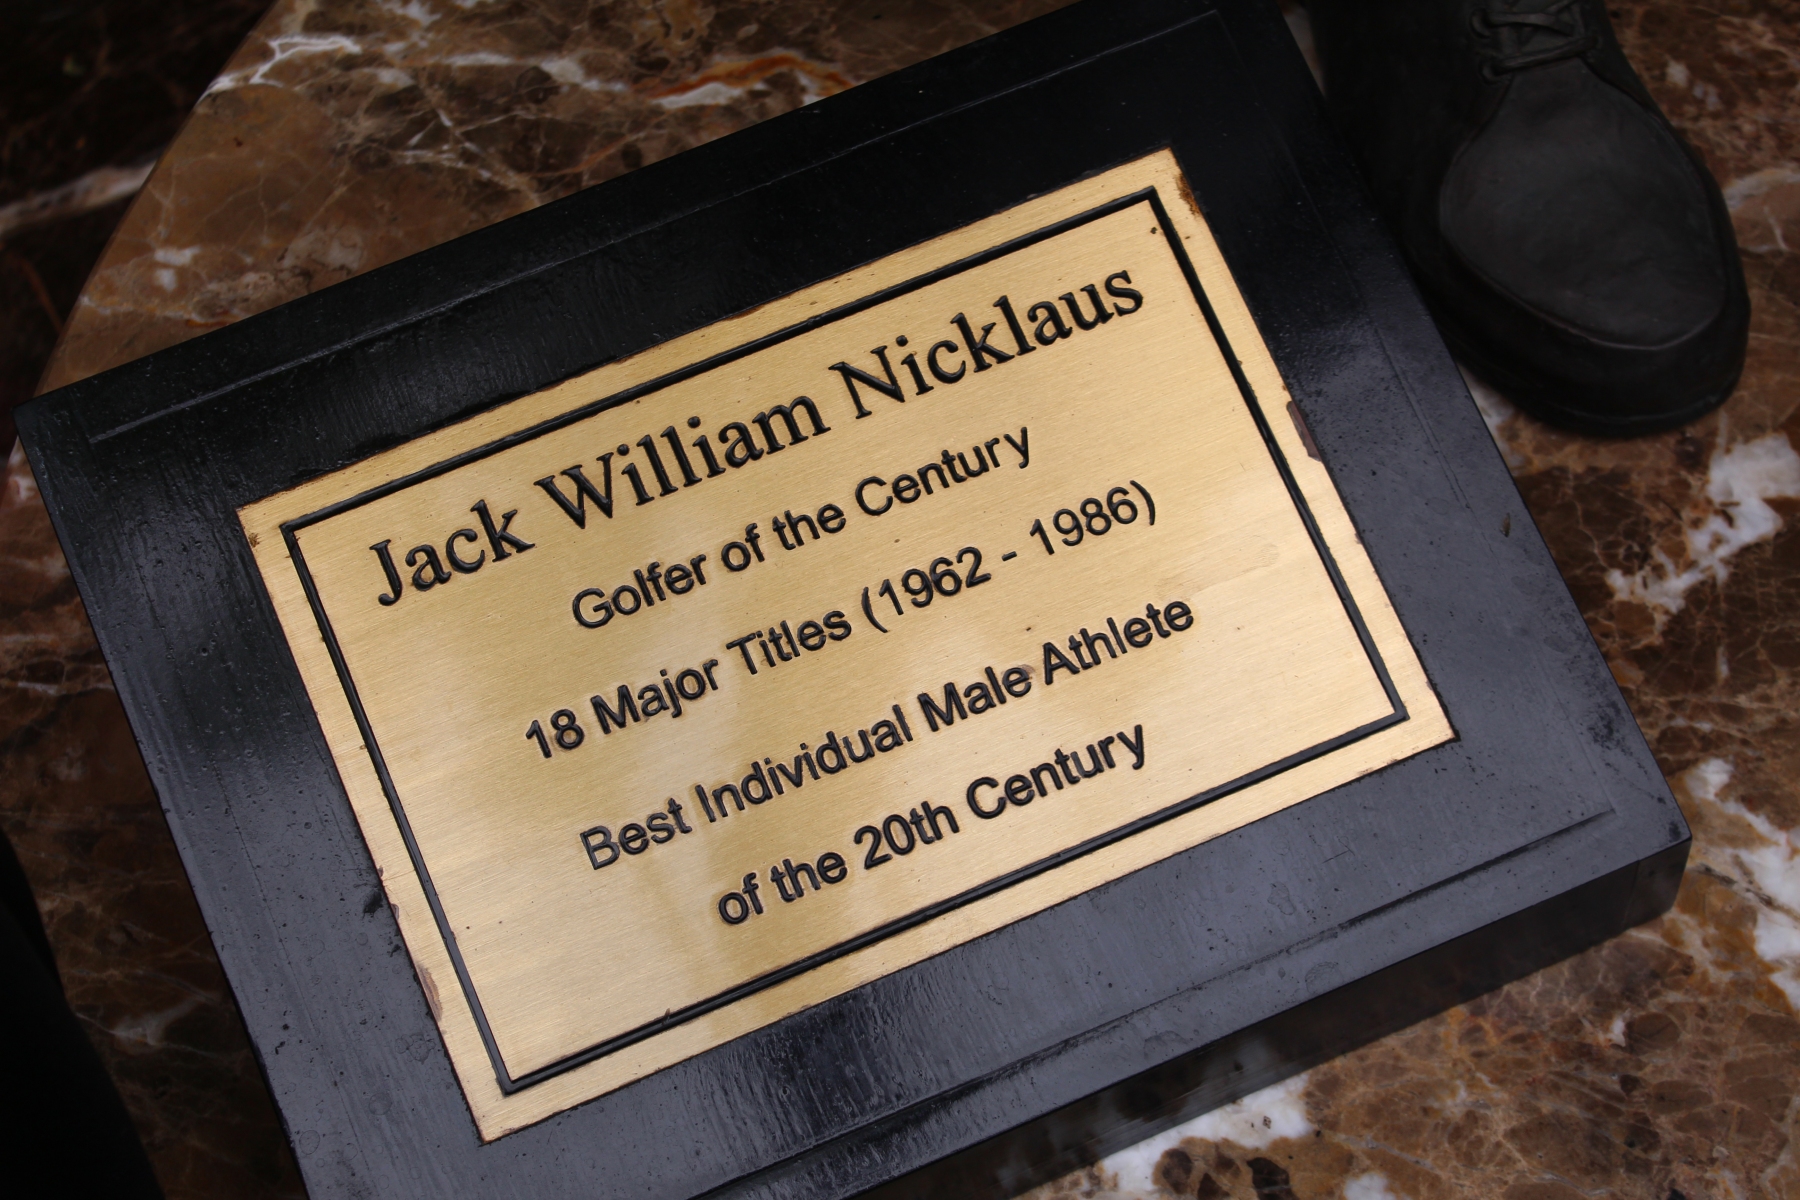 Jack William Nicklaus
Golfer of the Century
18 Major Titles (1962 - 1986)
Best Individual Male Athlete
of the 20th Century